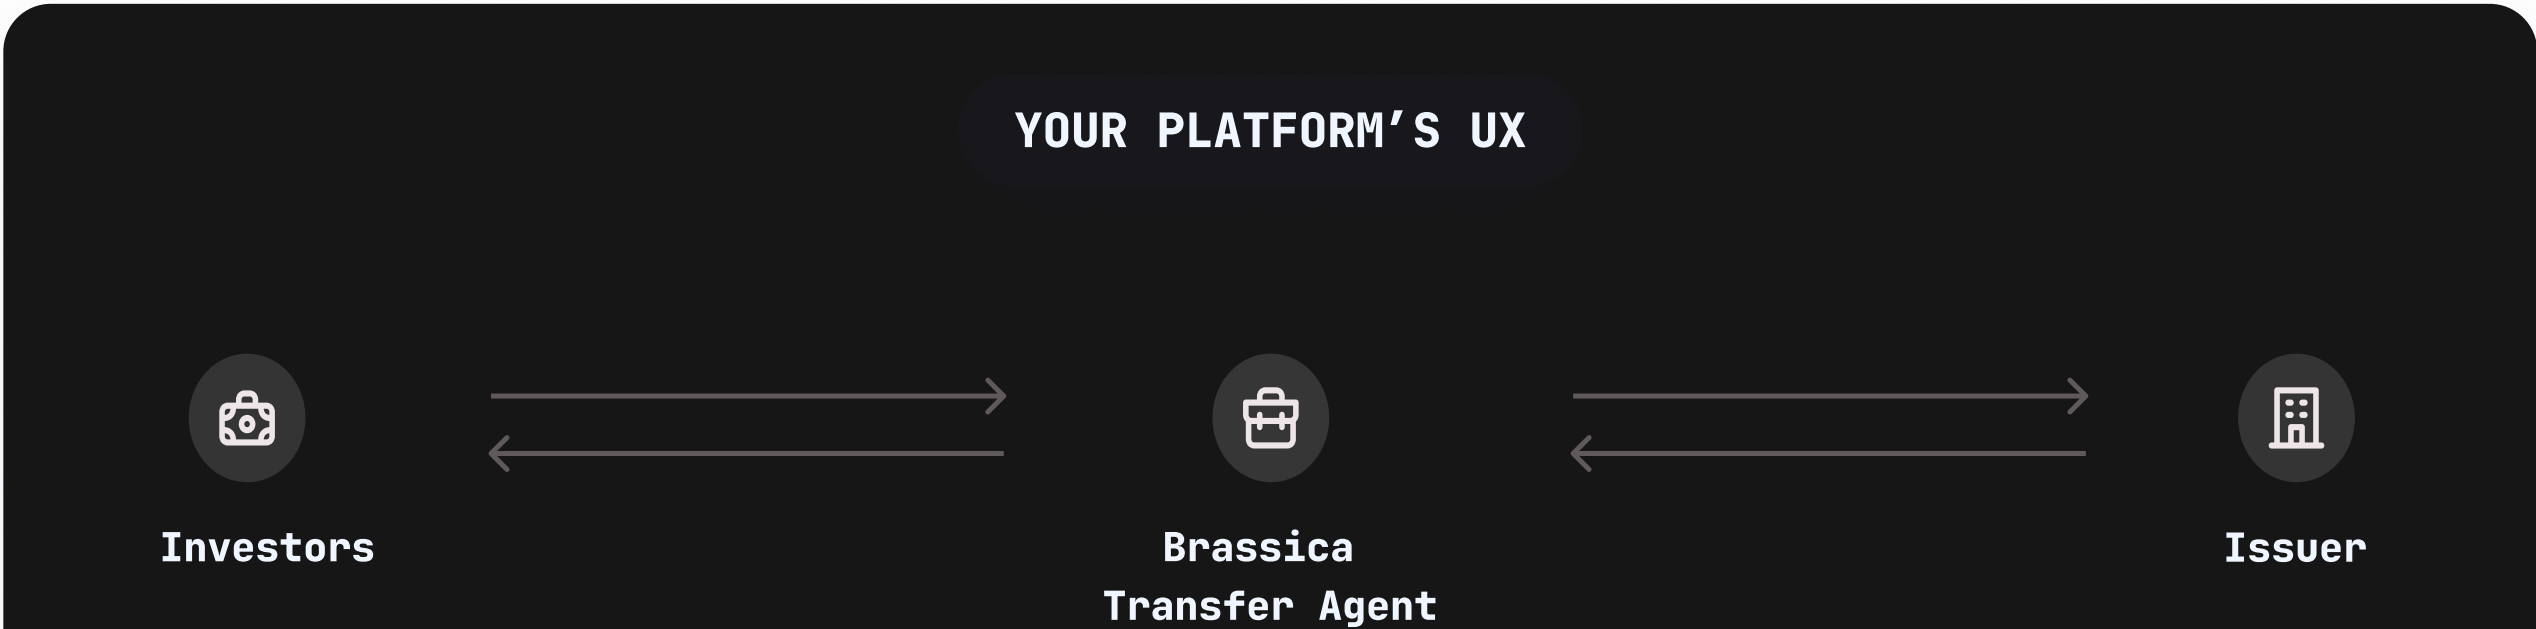 YOUR PLATFORM’S UX
Investors
Brassica
Transfer Agent
Issuer